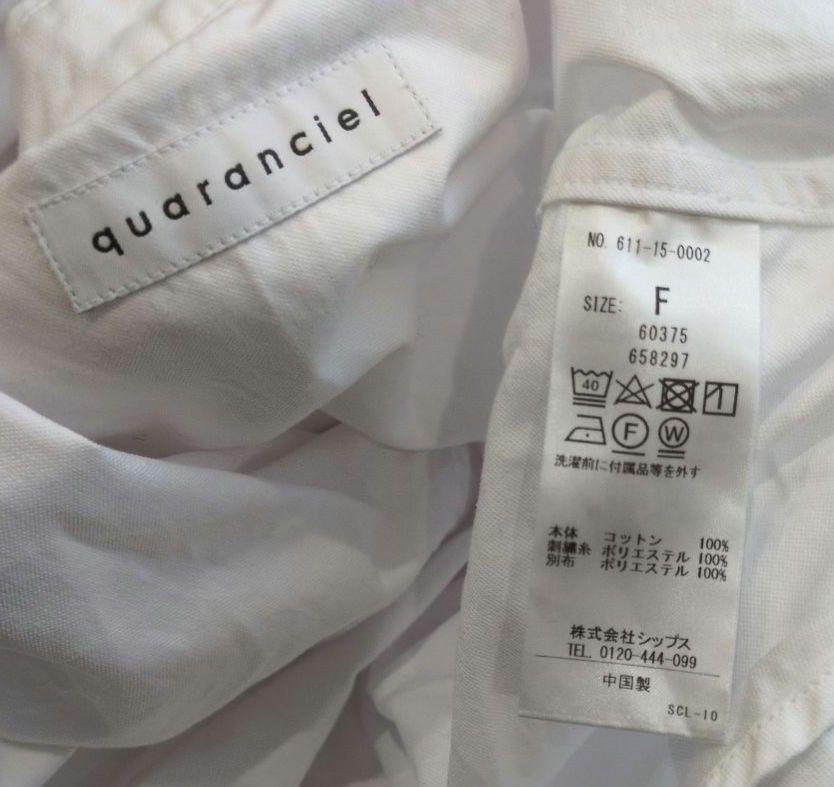 quaranciel
NO. 611-15-0002
SIZE: F
60375
658297
40
F W
洗濯前に付属品等を外す
本体 コットン 100%
刺繍糸 ポリエステル 100%
別布 ポリエステル 100%
株式会社シップス
TEL. 0120-444-099
中国製
SCL-10